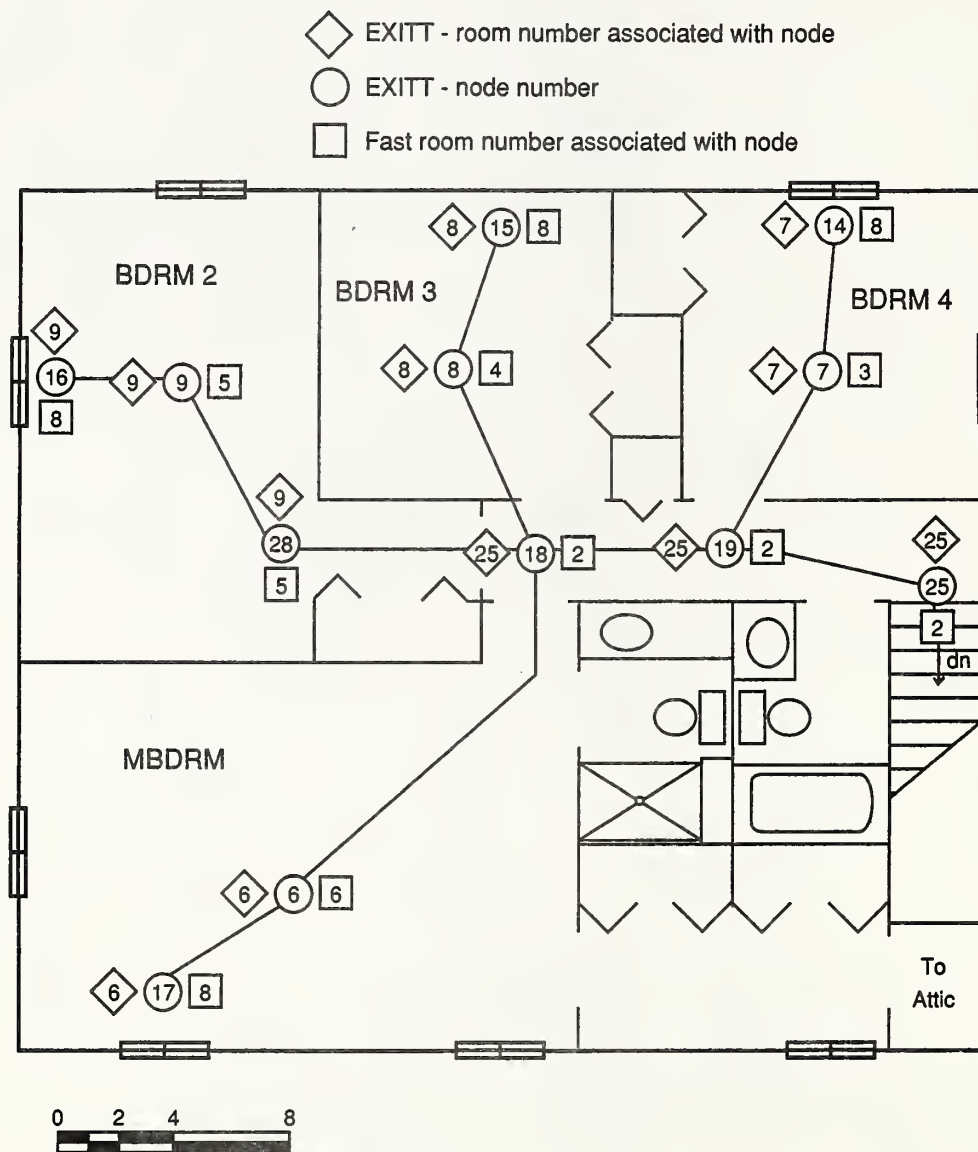 EXITT - room number associated with node
EXITT - node number
Fast room number associated with node
8 15 8
7 14 8
BDRM 2
BDRM 3
BDRM 4
9
16 9 9 5
8
8 8 4
7 7 3
9
28
5
25 18 2
25 19 2
25
25
2
dn
MBDRM
6 6 6
6 17 8
To
Attic
0 2 4 8